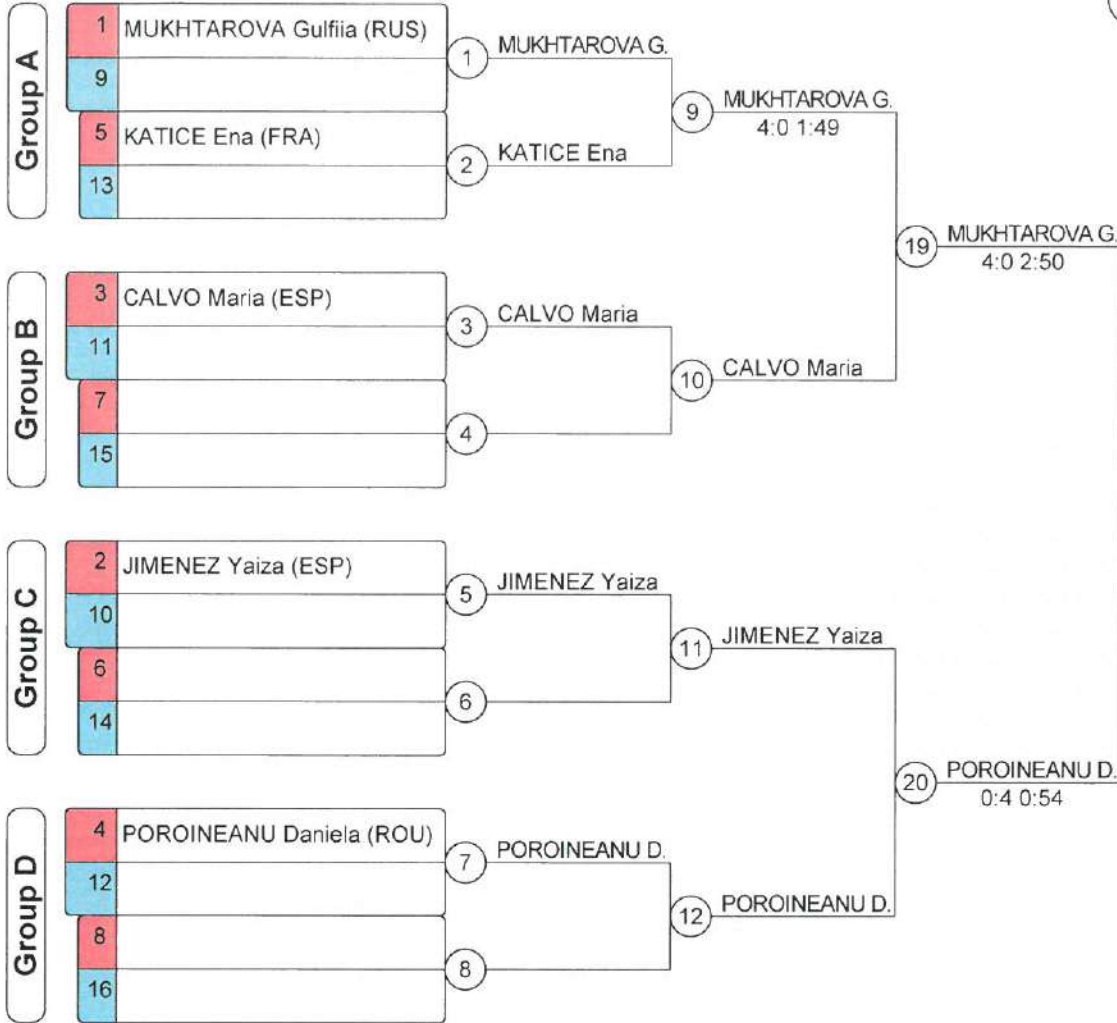 Group A
1 MUKHTAROVA Gulfiia (RUS)
9
5 KATICE Ena (FRA)
13
1 MUKHTAROVA G.
2 KATICE Ena
9 MUKHTAROVA G.
4:0 1:49
19 MUKHTAROVA G.
4:0 2:50
Group B
3 CALVO Maria (ESP)
11
7
15
3 CALVO Maria
4
10 CALVO Maria
Group C
2 JIMENEZ Yaiza (ESP)
10
6
14
5 JIMENEZ Yaiza
6
11 JIMENEZ Yaiza
20 POROINEANU D.
0:4 0:54
Group D
4 POROINEANU Daniela (ROU)
12
8
16
7 POROINEANU D.
8
12 POROINEANU D.